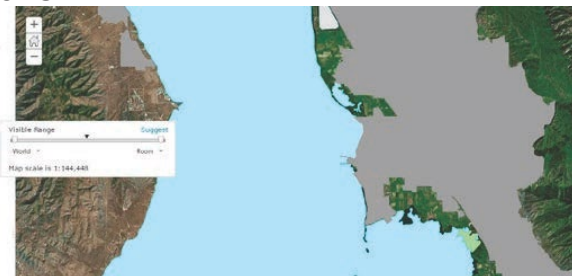 +
−
Visible Range Suggest
World Room
Map scale is 1:144,448